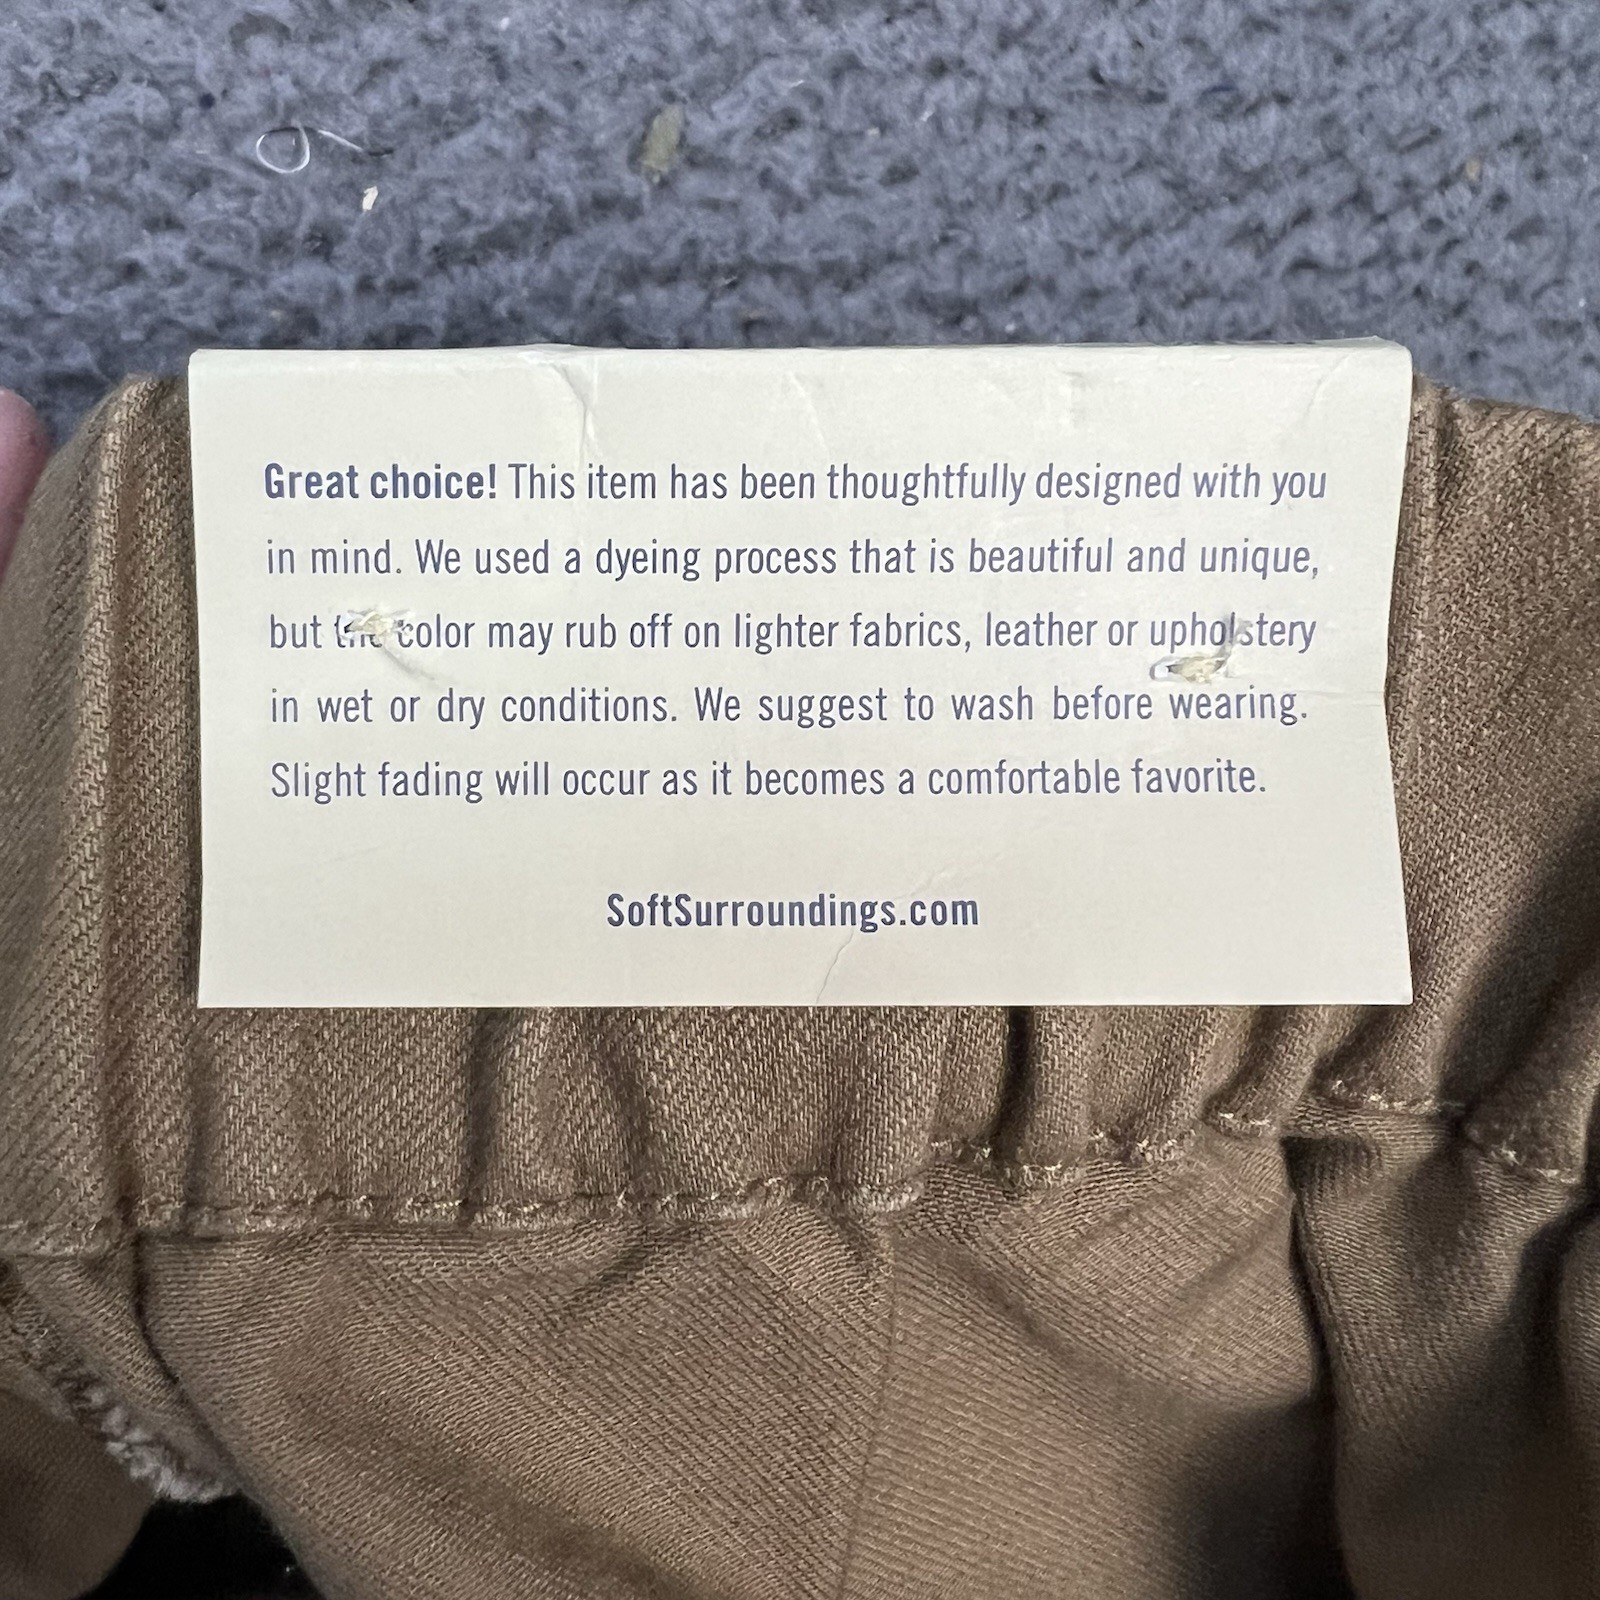 Great choice! This item has been thoughtfully designed with you
in mind. We used a dyeing process that is beautiful and unique,
but the color may rub off on lighter fabrics, leather or upholstery
in wet or dry conditions. We suggest to wash before wearing.
Slight fading will occur as it becomes a comfortable favorite.
SoftSurroundings.com